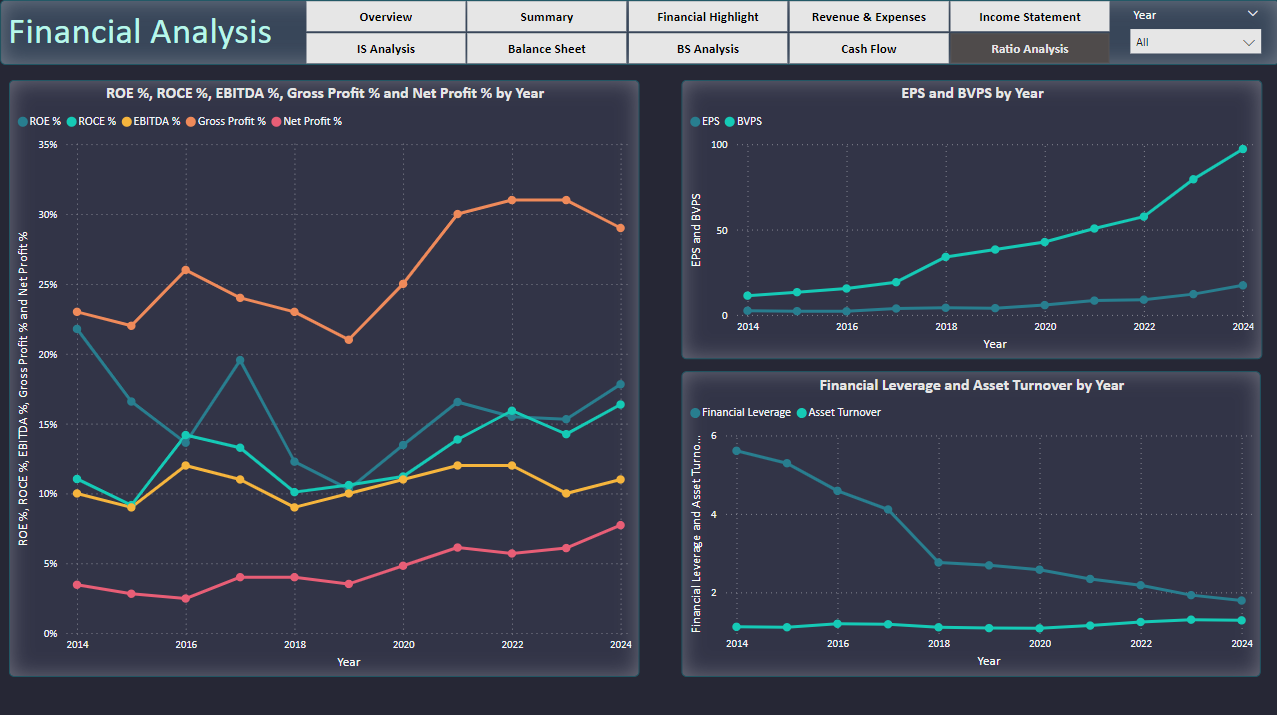 Financial Analysis
Overview
Summary
Financial Highlight
Revenue & Expenses
Income Statement
IS Analysis
Balance Sheet
BS Analysis
Cash Flow
Ratio Analysis
Year
All
ROE %, ROCE %, EBITDA %, Gross Profit % and Net Profit % by Year
ROE % ROCE % EBITDA % Gross Profit % Net Profit %
ROE %, ROCE %, EBITDA %, Gross Profit % and Net Profit %
35%
30%
25%
20%
15%
10%
5%
0%
2014 2016 2018 2020 2022 2024
Year
EPS and BVPS by Year
EPS BVPS
EPS and BVPS
100
50
0
2014 2016 2018 2020 2022 2024
Year
Financial Leverage and Asset Turnover by Year
Financial Leverage Asset Turnover
Financial Leverage and Asset Turno...
6
4
2
2014 2016 2018 2020 2022 2024
Year